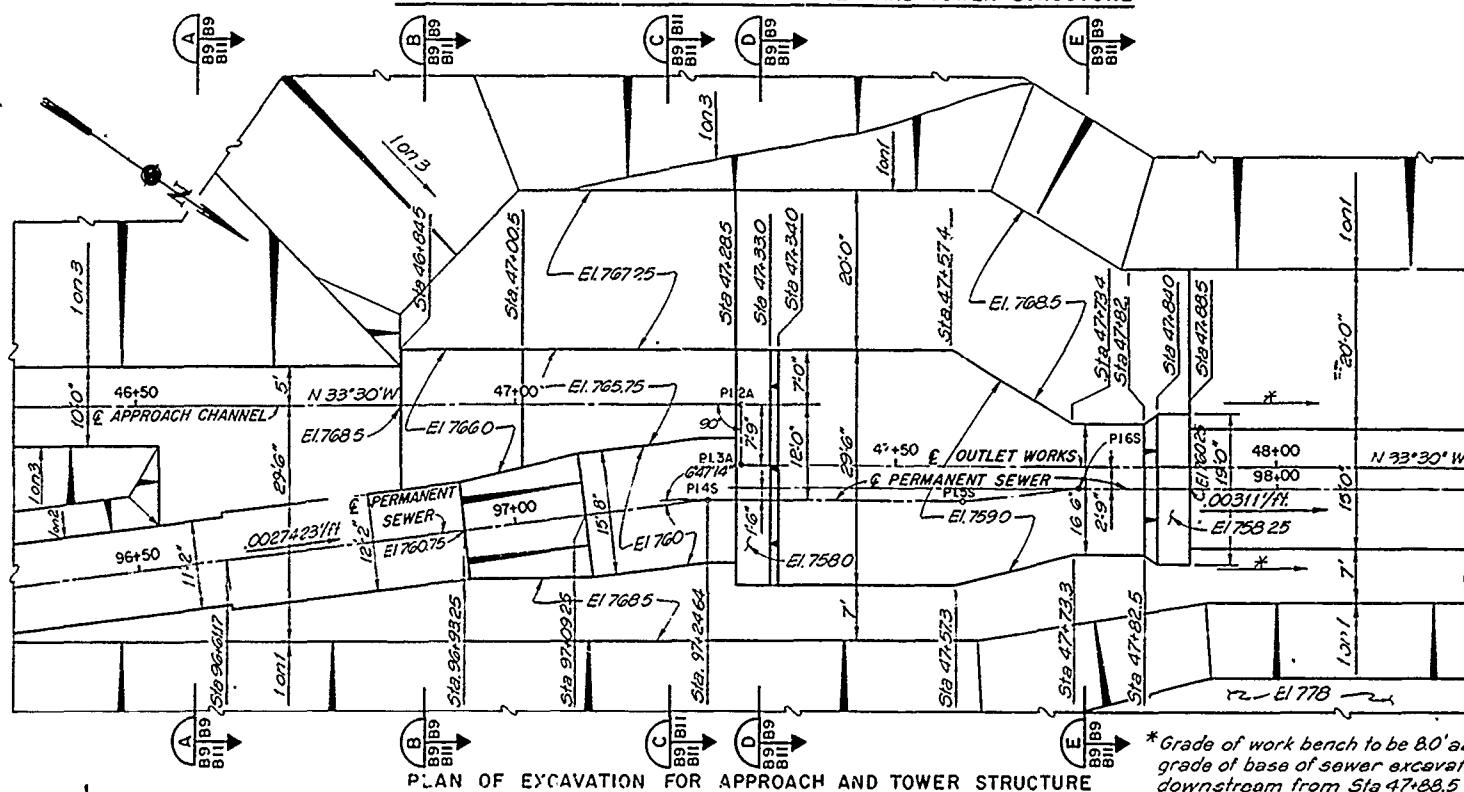 A B9 B9 B11
B B9 B9 B11
C B9 B11 B11
D B9 B9 B11
E B9 B9 B11
N
1 on 3
1 on 3
1 on 3
1 on 1
1 on 1
Sta 46+84.5
Sta. 47+00.5
Sta 47+28.5
Sta 47+33.0
Sta 47+34.0
Sta 47+57.4
Sta 47+73.4
Sta 47+82.
Sta 47+84.0
Sta 47+88.5
El. 767.25
20'-0"
El. 768.5
20'-0"
10'-0"
5'
46+50
N 33°30'W
47+00
El. 765.75
P.I. 2A
7'-0"
℄ APPROACH CHANNEL
El. 768.5
El. 766.0
90°
7'-9"
12'-0"
29'-6"
29'-6"
P.I. 3A
6°47'14"
P.I. 4S
+50
℄ OUTLET WORKS
P.I. 6S
El. 760.25
19'-0"
48+00
98+00
N 33°30'W
℄ PERMANENT SEWER
P.I. 5S
1 on 3
1 on 2
PERMANENT SEWER
97+00
15'-8"
1'-6"
16'-6"
2'-9"
.00311'/ft.
15'-0"
.0027423'/ft
12'-2"
El. 760.75
El. 760
El. 758.0
El. 759.0
El. 758.25
96+50
11'-2"
El. 768.5
7'
7'
Sta 96+61.17
1 on 1
Sta. 96+93.25
Sta 97+09.25
Sta. 97+24.64
Sta 47+57.3
Sta 47+73.3
Sta 47+82.5
1 on 1
El 778
A B9 B9 B11
B B9 B9 B11
C B9 B11 B11
D B9 B9 B11
E B9 B9 B11
PLAN OF EXCAVATION FOR APPROACH AND TOWER STRUCTURE
* Grade of work bench to be 8.0'
grade of base of sewer
downstream from Sta 47+88.5